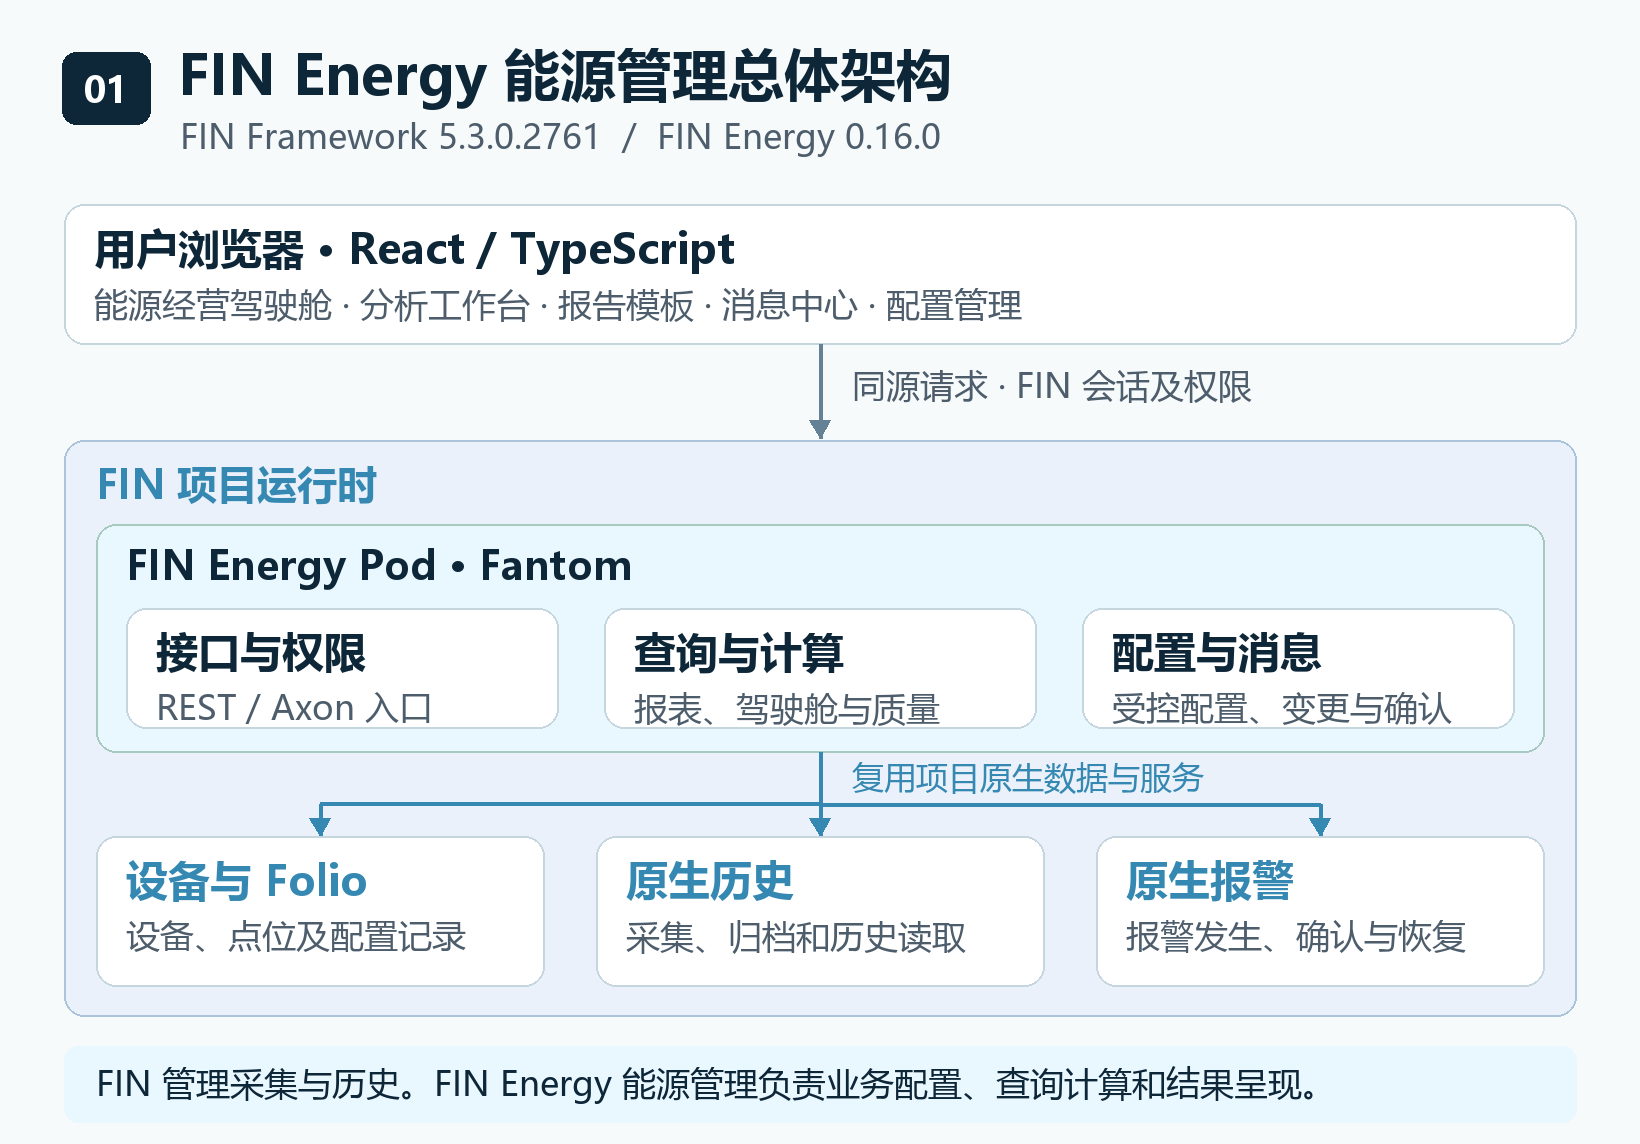 01
FIN Energy 能源管理总体架构
FIN Framework 5.3.0.2761 / FIN Energy 0.16.0
用户浏览器 • React / TypeScript
能源经营驾驶舱 · 分析工作台 · 报告模板 · 消息中心 · 配置管理
同源请求 · FIN 会话及权限
FIN 项目运行时
FIN Energy Pod • Fantom
接口与权限
REST / Axon 入口
查询与计算
报表、驾驶舱与质量
配置与消息
受控配置、变更与确认
复用项目原生数据与服务
设备与 Folio
设备、点位及配置记录
原生历史
采集、归档和历史读取
原生报警
报警发生、确认与恢复
FIN 管理采集与历史。FIN Energy 能源管理负责业务配置、查询计算和结果呈现。